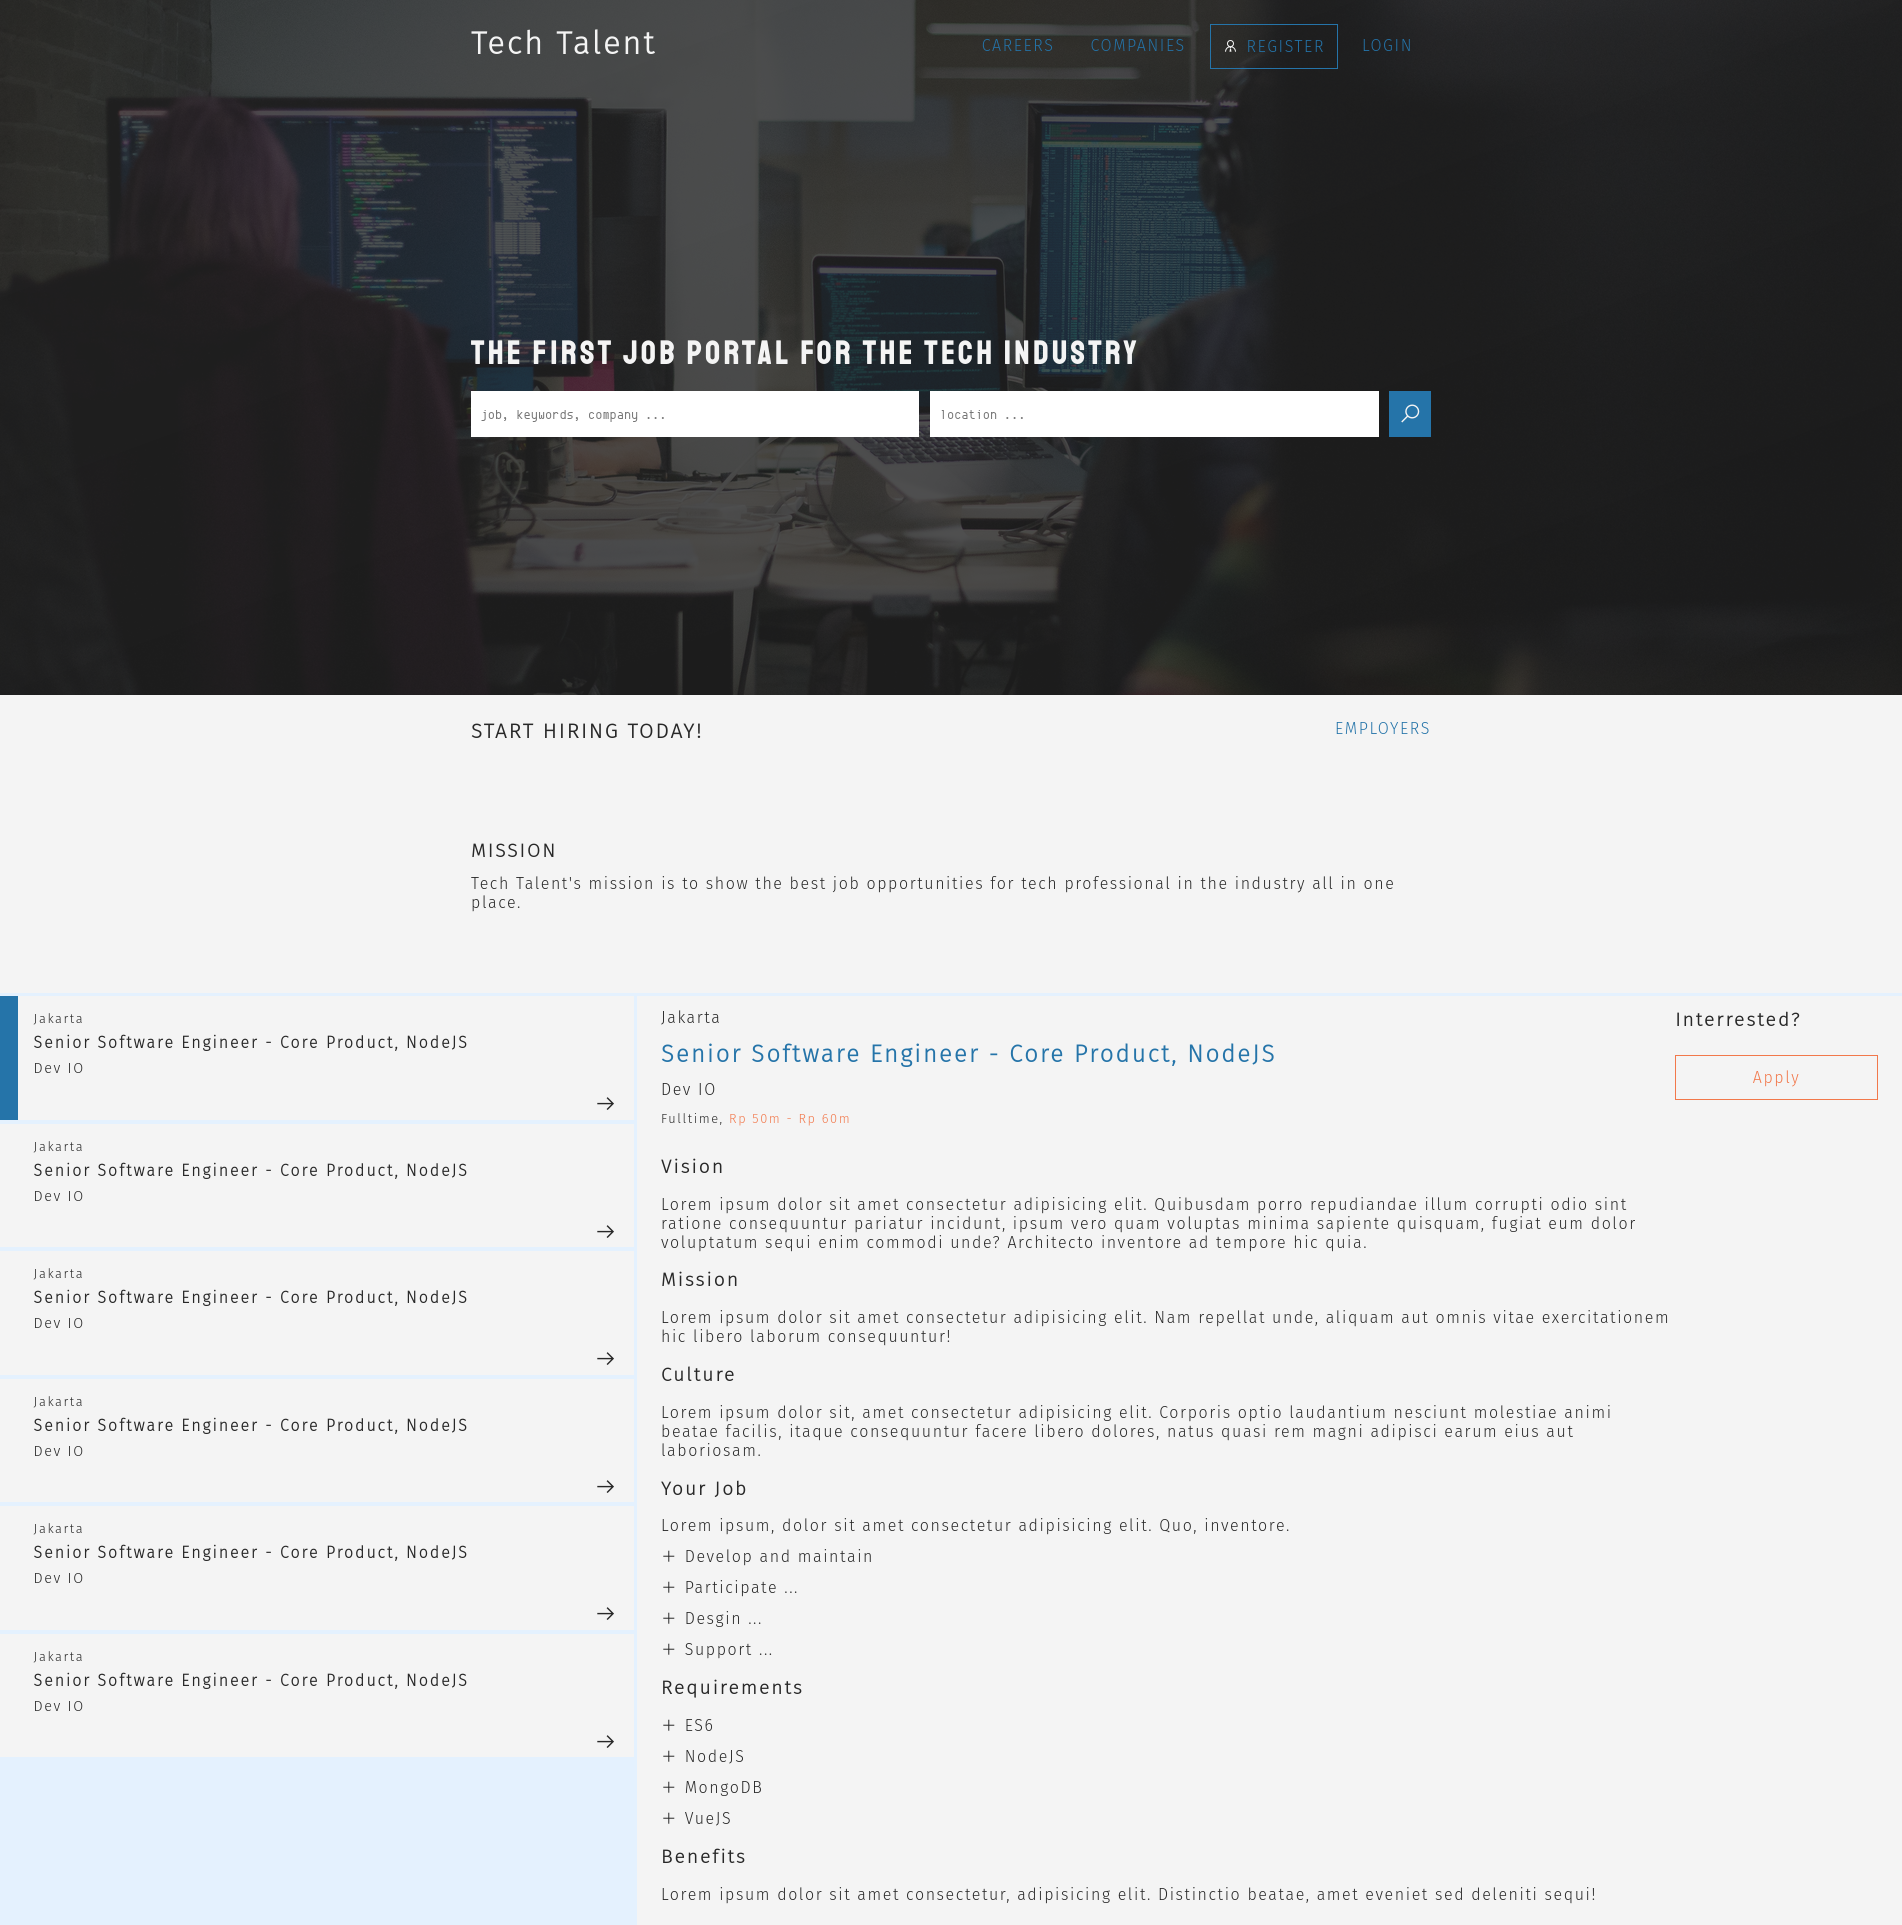 Tech Talent
CAREERS
COMPANIES
REGISTER
LOGIN
THE FIRST JOB PORTAL FOR THE TECH INDUSTRY
job, keywords, company ...
location ...
START HIRING TODAY!
EMPLOYERS
MISSION
Tech Talent's mission is to show the best job opportunities for tech professional in the industry all in one
place.
Jakarta
Senior Software Engineer - Core Product, NodeJS
Dev IO
Jakarta
Senior Software Engineer - Core Product, NodeJS
Dev IO
Jakarta
Senior Software Engineer - Core Product, NodeJS
Dev IO
Jakarta
Senior Software Engineer - Core Product, NodeJS
Dev IO
Jakarta
Senior Software Engineer - Core Product, NodeJS
Dev IO
Jakarta
Senior Software Engineer - Core Product, NodeJS
Dev IO
Jakarta
Senior Software Engineer - Core Product, NodeJS
Dev IO
Fulltime, Rp 50m - Rp 60m
Interrested?
Apply
Vision
Lorem ipsum dolor sit amet consectetur adipisicing elit. Quibusdam porro repudiandae illum corrupti odio sint
ratione consequuntur pariatur incidunt, ipsum vero quam voluptas minima sapiente quisquam, fugiat eum dolor
voluptatum sequi enim commodi unde? Architecto inventore ad tempore hic quia.
Mission
Lorem ipsum dolor sit amet consectetur adipisicing elit. Nam repellat unde, aliquam aut omnis vitae exercitationem
hic libero laborum consequuntur!
Culture
Lorem ipsum dolor sit, amet consectetur adipisicing elit. Corporis optio laudantium nesciunt molestiae animi
beatae facilis, itaque consequuntur facere libero dolores, natus quasi rem magni adipisci earum eius aut
laboriosam.
Your Job
Lorem ipsum, dolor sit amet consectetur adipisicing elit. Quo, inventore.
+ Develop and maintain
+ Participate ...
+ Desgin ...
+ Support ...
Requirements
+ ES6
+ NodeJS
+ MongoDB
+ VueJS
Benefits
Lorem ipsum dolor sit amet consectetur, adipisicing elit. Distinctio beatae, amet eveniet sed deleniti sequi!